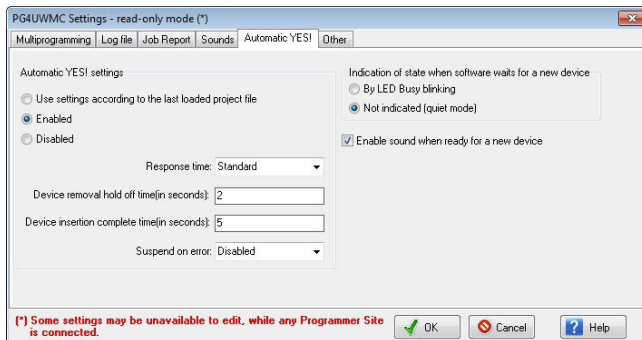 PG4UWMC Settings - read-only mode (*)
Multiprogramming Log file Job Report Sounds Automatic YES! Other
Automatic YES! settings
Use settings according to the last loaded project file
Enabled
Disabled
Response time: Standard
Device removal hold off time(in seconds): 2
Device insertion complete time(in seconds): 5
Suspend on error: Disabled
Indication of state when software waits for a new device
By LED Busy blinking
Not indicated (quiet mode)
Enable sound when ready for a new device
(*) Some settings may be unavailable to edit, while any Programmer Site
is connected.
OK Cancel Help